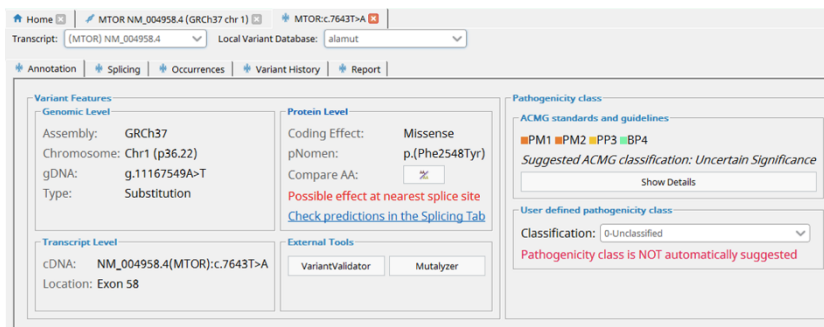 Home MTOR NM_004958.4 (GRCh37 chr 1) MTOR:c.7643T>A
Transcript: (MTOR) NM_004958.4 Local Variant Database: alamut
Annotation Splicing Occurrences Variant History Report
Variant Features
Genomic Level
Assembly: GRCh37
Chromosome: Chr1 (p36.22)
gDNA: g.11167549A>T
Type: Substitution
Protein Level
Coding Effect: Missense
pNomen: p.(Phe2548Tyr)
Compare AA:
Possible effect at nearest splice site
Check predictions in the Splicing Tab
Transcript Level
cDNA: NM_004958.4(MTOR):c.7643T>A
Location: Exon 58
External Tools
VariantValidator Mutalyzer
Pathogenicity class
ACMG standards and guidelines
PM1 PM2 PP3 BP4
Suggested ACMG classification: Uncertain Significance
Show Details
User defined pathogenicity class
Classification: 0-Unclassified
Pathogenicity class is NOT automatically suggested